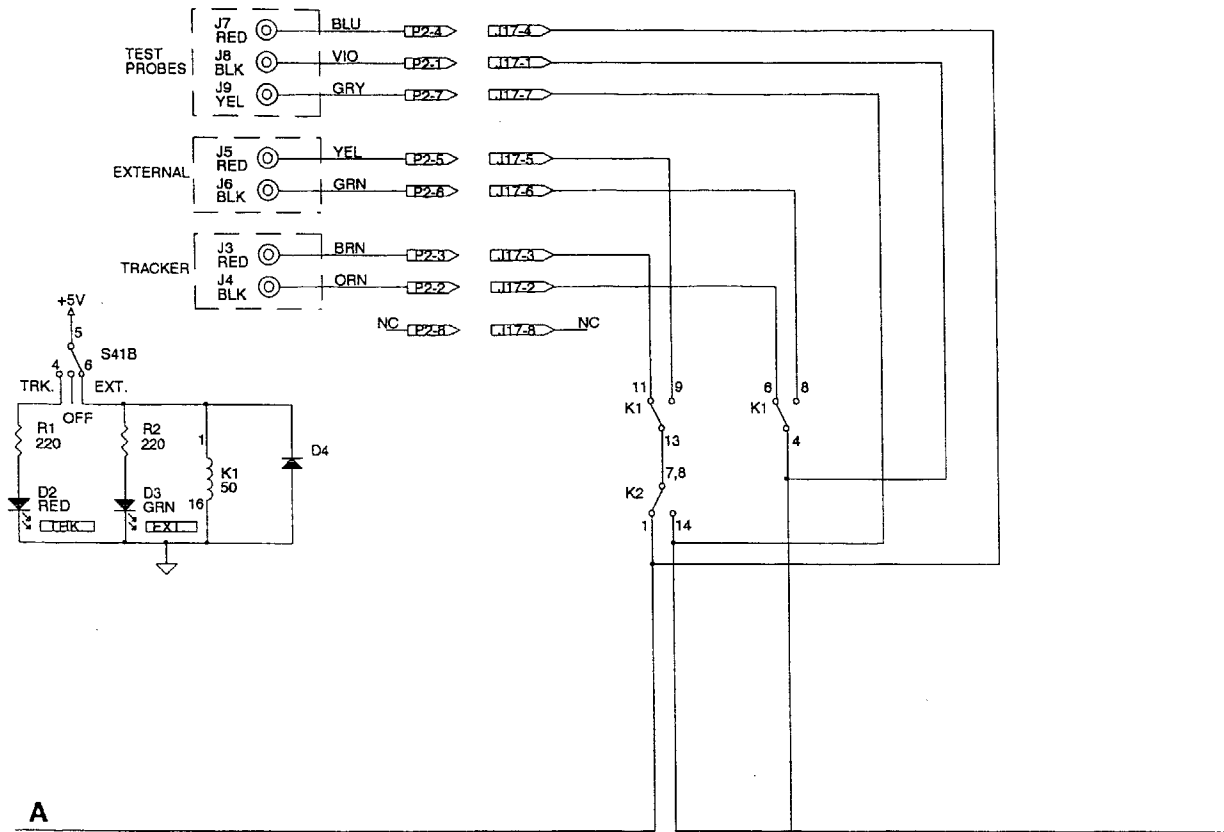 J7
RED
BLU
P2-4
J17-4
TEST
PROBES
J8
BLK
VIO
P2-1
J17-1
J9
YEL
GRY
P2-7
J17-7
EXTERNAL
J5
RED
YEL
P2-5
J17-5
J6
BLK
GRN
P2-6
J17-6
TRACKER
J3
RED
BRN
P2-3
J17-3
J4
BLK
ORN
P2-2
J17-2
NC
P2-8
J17-8
NC
+5V
5
S41B
4
6
TRK.
EXT.
OFF
R1
220
R2
220
1
K1
50
16
D4
D2
RED
TRK
D3
GRN
EXT
11
9
K1
13
6
8
K1
4
7,8
K2
1
14
A